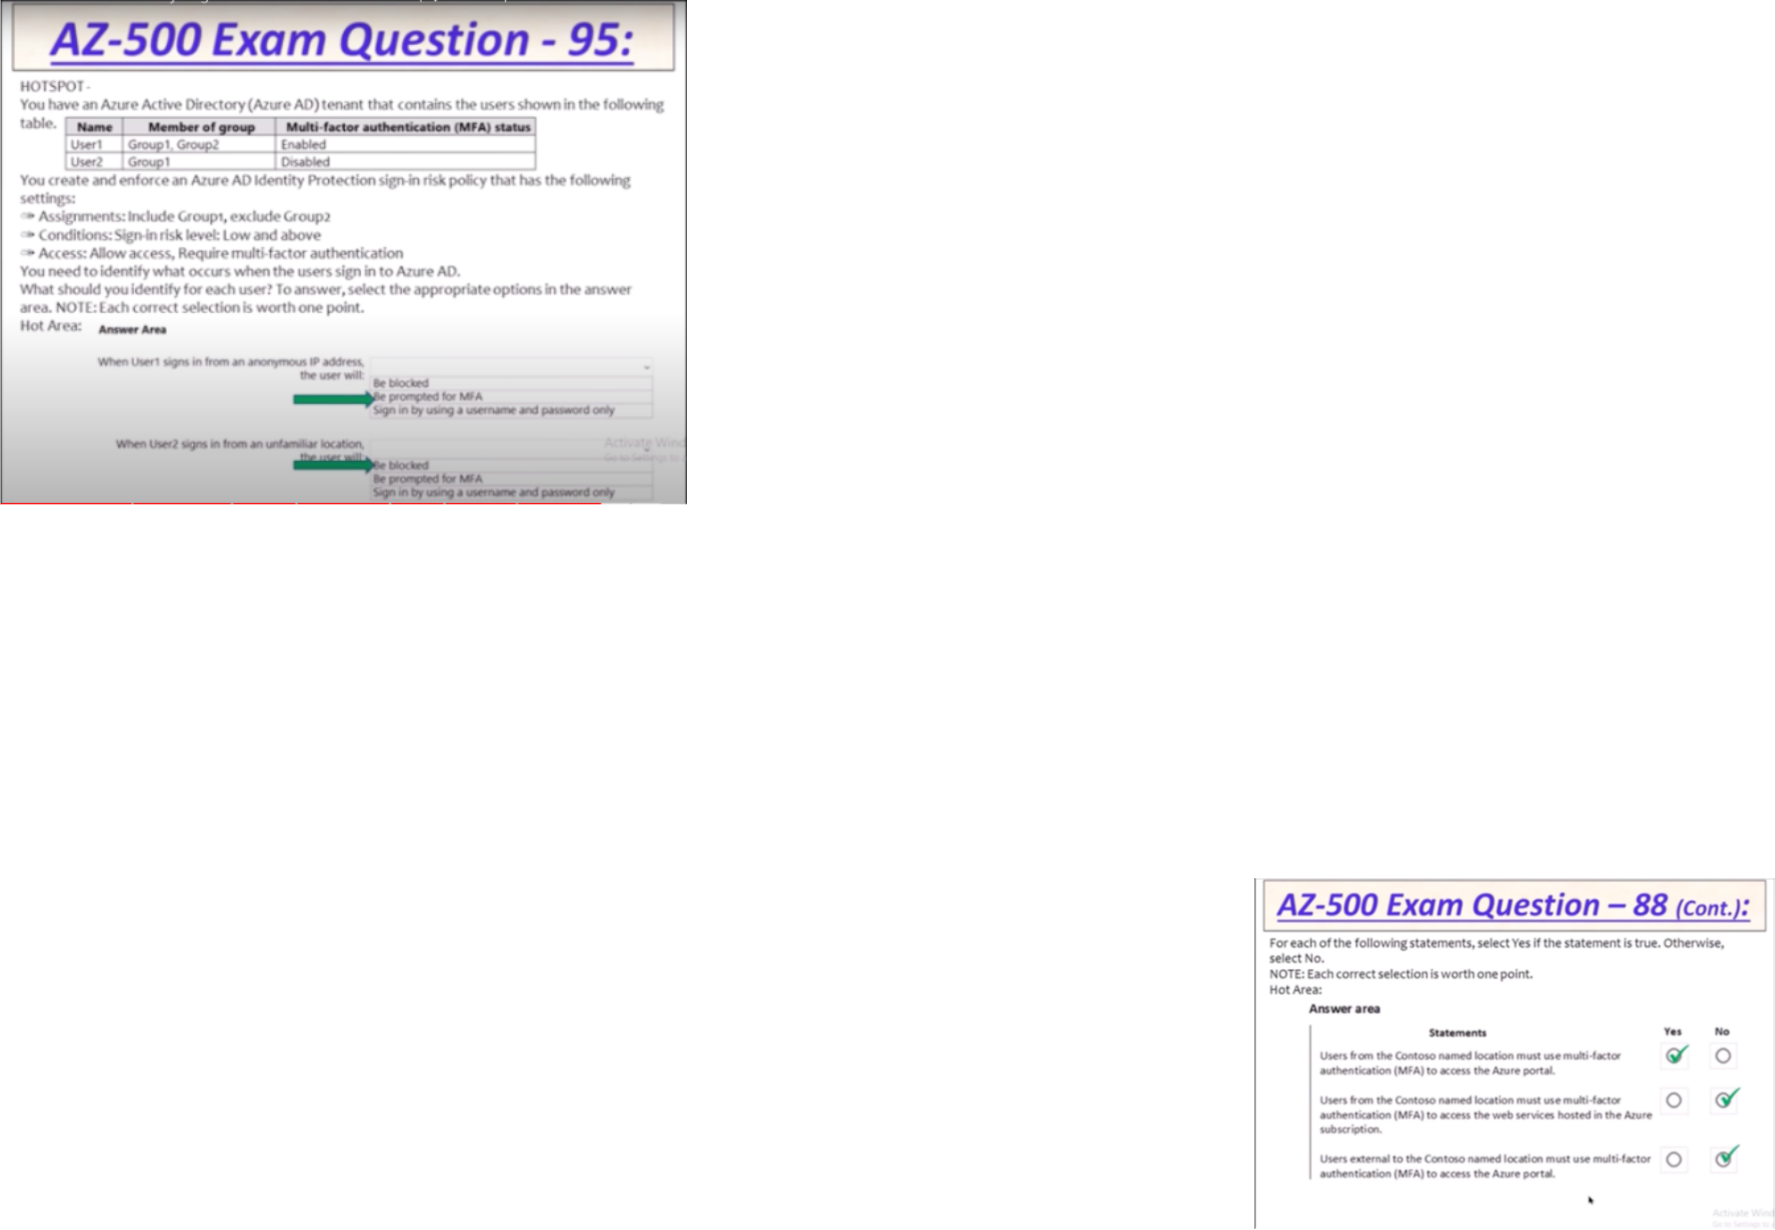 AZ-500 Exam Question - 95:
HOTSPOT -
You have an Azure Active Directory (Azure AD) tenant that contains the users shown in the following
table.
Name Member of group Multi-factor authentication (MFA) status
User1 Group1, Group2 Enabled
User2 Group1 Disabled
You create and enforce an Azure AD Identity Protection sign-in risk policy that has the following
settings:
Assignments: Include Group1, exclude Group2
Conditions: Sign-in risk level: Low and above
Access: Allow access, Require multi-factor authentication
You need to identify what occurs when the users sign in to Azure AD.
What should you identify for each user? To answer, select the appropriate options in the answer
area. NOTE: Each correct selection is worth one point.
Hot Area: Answer Area
When User1 signs in from an anonymous IP address,
the user will:
Be blocked
Be prompted for MFA
Sign in by using a username and password only
When User2 signs in from an unfamiliar location,
the user will:
Be blocked
Be prompted for MFA
Sign in by using a username and password only
Activate Wind
Go to Settings to
AZ-500 Exam Question – 88 (Cont.):
For each of the following statements, select Yes if the statement is true. Otherwise,
select No.
NOTE: Each correct selection is worth one point.
Hot Area:
Answer area
Statements Yes No
Users from the Contoso named location must use multi-factor
authentication (MFA) to access the Azure portal.
Users from the Contoso named location must use multi-factor
authentication (MFA) to access the web services hosted in the Azure
subscription.
Users external to the Contoso named location must use multi-factor
authentication (MFA) to access the Azure portal.
Activate Wind
Go to Settings to